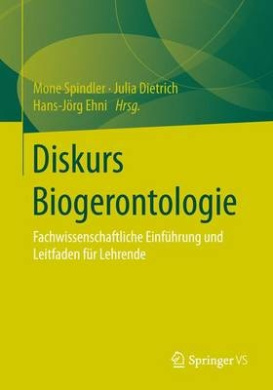 Mone Spindler · Julia Dietrich
Hans-Jörg Ehni Hrsg.
Diskurs
Biogerontologie
Fachwissenschaftliche Einführung und
Leitfaden für Lehrende
Springer VS